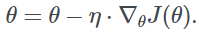 θ = θ − η · ∇θJ(θ).